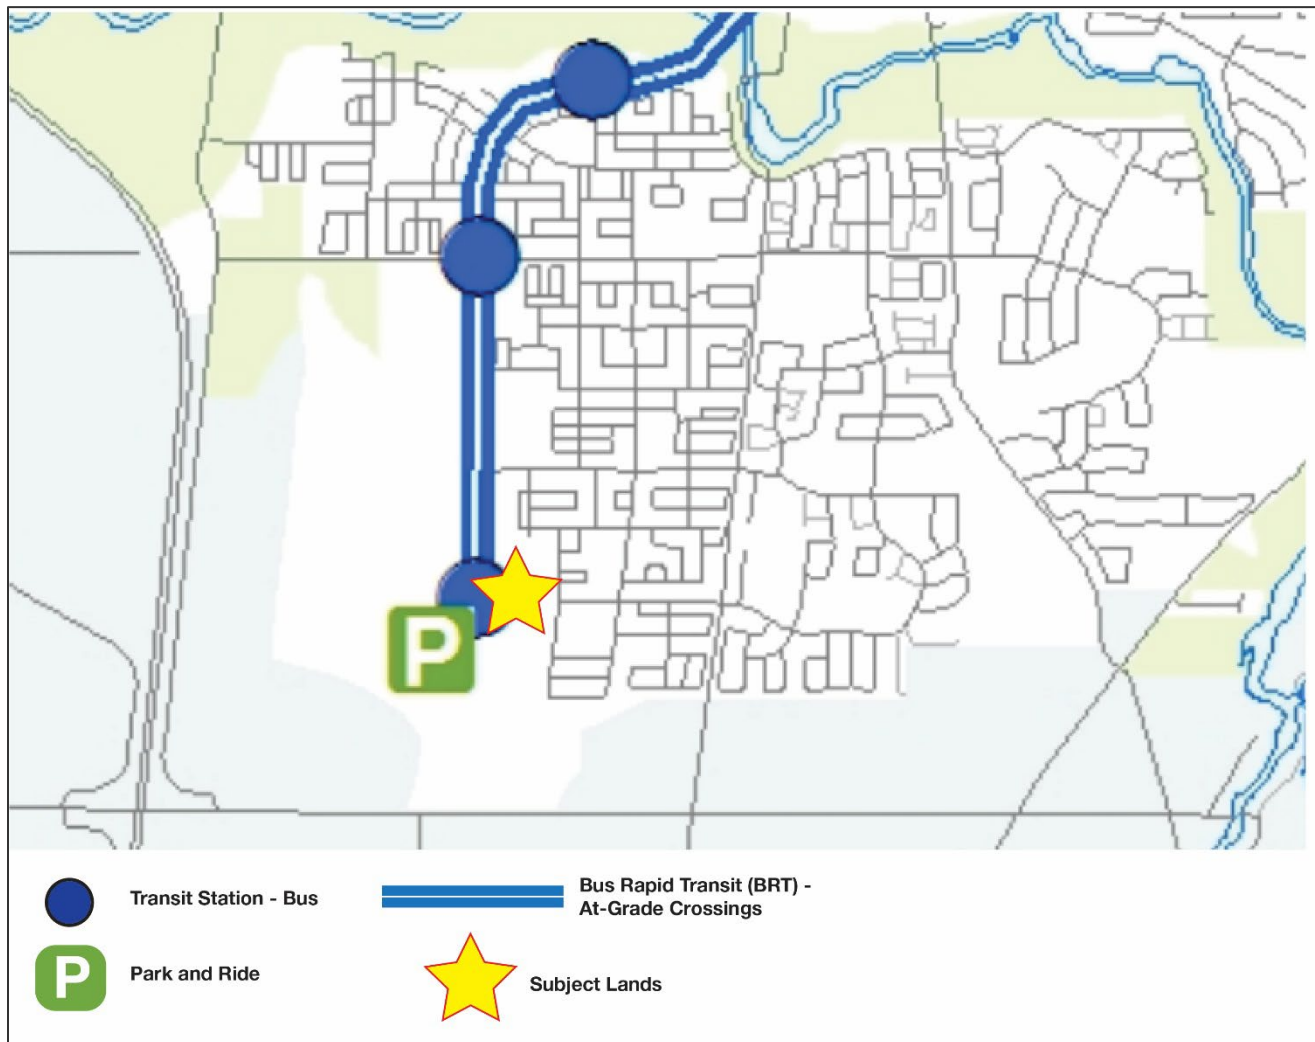 P
Transit Station - Bus
Bus Rapid Transit (BRT) -
At-Grade Crossings
P
Park and Ride
Subject Lands